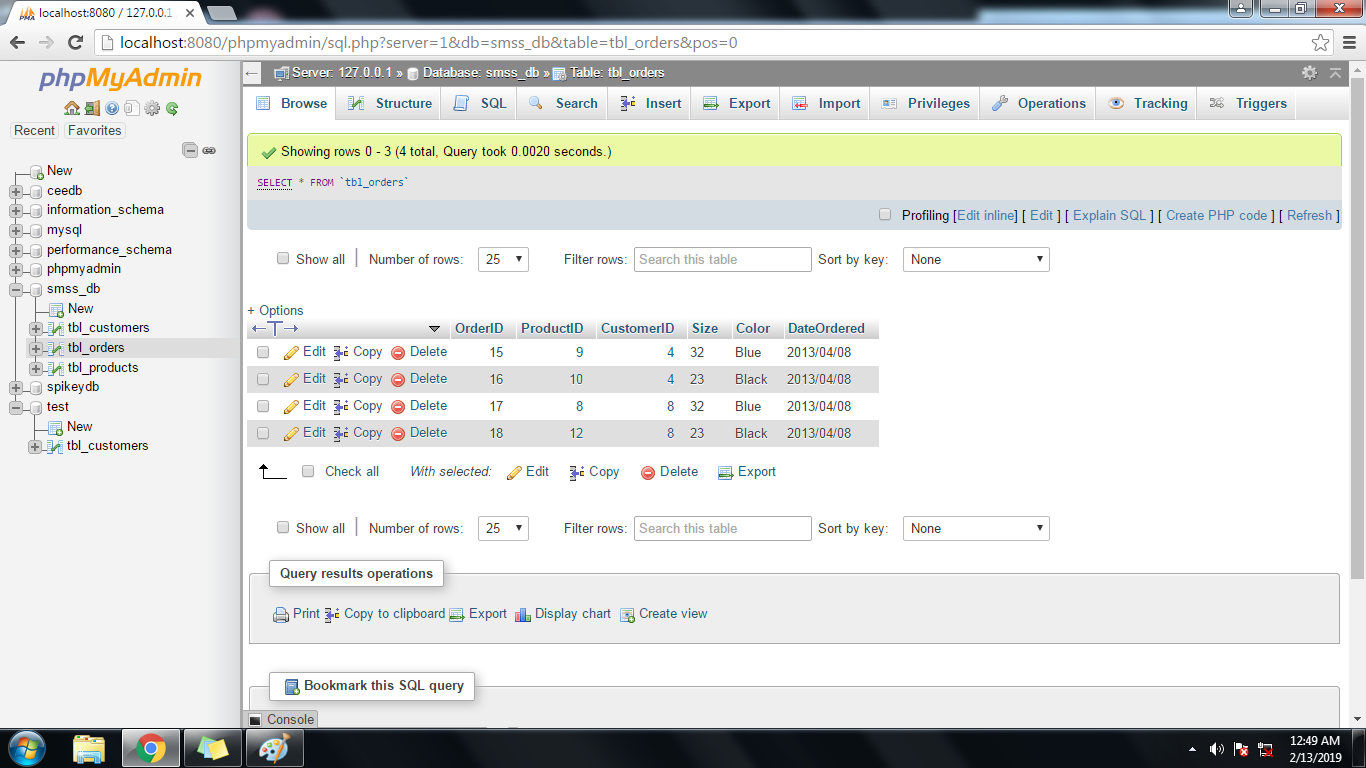 localhost:8080 / 127.0.0.1
localhost:8080/phpmyadmin/sql.php?server=1&db=smss_db&table=tbl_orders&pos=0
phpMyAdmin
Recent Favorites
New
ceedb
information_schema
mysql
performance_schema
phpmyadmin
smss_db
New
tbl_customers
tbl_orders
tbl_products
spikeydb
test
New
tbl_customers
Server: 127.0.0.1 » Database: smss_db » Table: tbl_orders
Browse Structure SQL Search Insert Export Import Privileges Operations Tracking Triggers
Showing rows 0 - 3 (4 total, Query took 0.0020 seconds.)
SELECT * FROM `tbl_orders`
Profiling [Edit inline] [ Edit ] [ Explain SQL ] [ Create PHP code ] [ Refresh ]
Show all Number of rows: 25 Filter rows: Search this table Sort by key: None
+ Options
OrderID ProductID CustomerID Size Color DateOrdered
Edit Copy Delete 15 9 4 32 Blue 2013/04/08
Edit Copy Delete 16 10 4 23 Black 2013/04/08
Edit Copy Delete 17 8 8 32 Blue 2013/04/08
Edit Copy Delete 18 12 8 23 Black 2013/04/08
Check all With selected: Edit Copy Delete Export
Show all Number of rows: 25 Filter rows: Search this table Sort by key: None
Query results operations
Print Copy to clipboard Export Display chart Create view
Bookmark this SQL query
Console
12:49 AM
2/13/2019